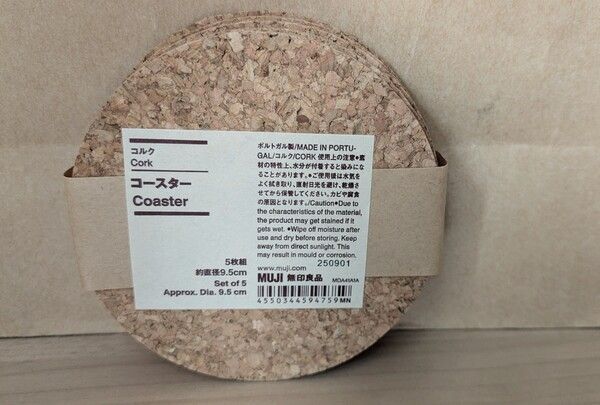 コルク
Cork
コースター
Coaster
5枚組
約直径9.5cm
Set of 5
Approx. Dia. 9.5 cm
ポルトガル製/MADE IN PORTU-
GAL/コルク/CORK 使用上の注意●素
材の特性上、水分が付着すると染みにな
ることがあります。●ご使用後は水気を
よく拭き取り、直射日光を避け、乾燥さ
せてから保管してください。カビや腐食
の原因となります。/Caution●Due to
the characteristics of the material,
the product may get stained if it
gets wet. ●Wipe off moisture after
use and dry before storing. Keep
away from direct sunlight. This
may result in mould or corrosion.
www.muji.com 250901
MUJI 無印良品 MDA41A1A
4550344594759MN